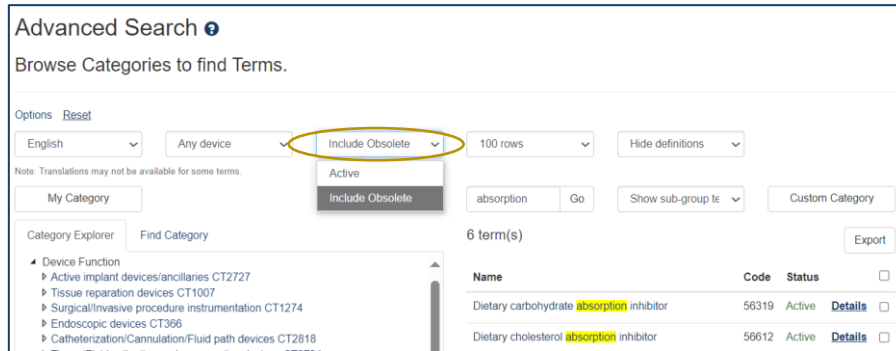 Advanced Search ?
Browse Categories to find Terms.
Options Reset
English Any device Include Obsolete 100 rows Hide definitions
Note: Translations may not be available for some terms.
Active
Include Obsolete
My Category absorption Go Show sub-group te Custom Category
Category Explorer Find Category 6 term(s) Export
Device Function
Active implant devices/ancillaries CT2727
Tissue reparation devices CT1007
Surgical/Invasive procedure instrumentation CT1274
Endoscopic devices CT366
Catheterization/Cannulation/Fluid path devices CT2818
Name Code Status
Dietary carbohydrate absorption inhibitor 56319 Active Details
Dietary cholesterol absorption inhibitor 56612 Active Details